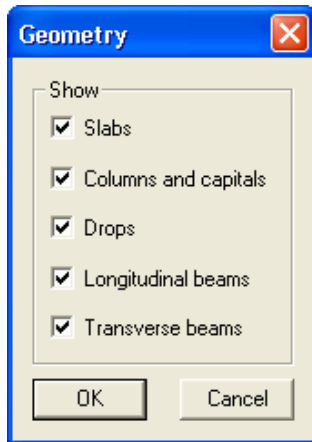 Geometry
Show
Slabs
Columns and capitals
Drops
Longitudinal beams
Transverse beams
OK Cancel